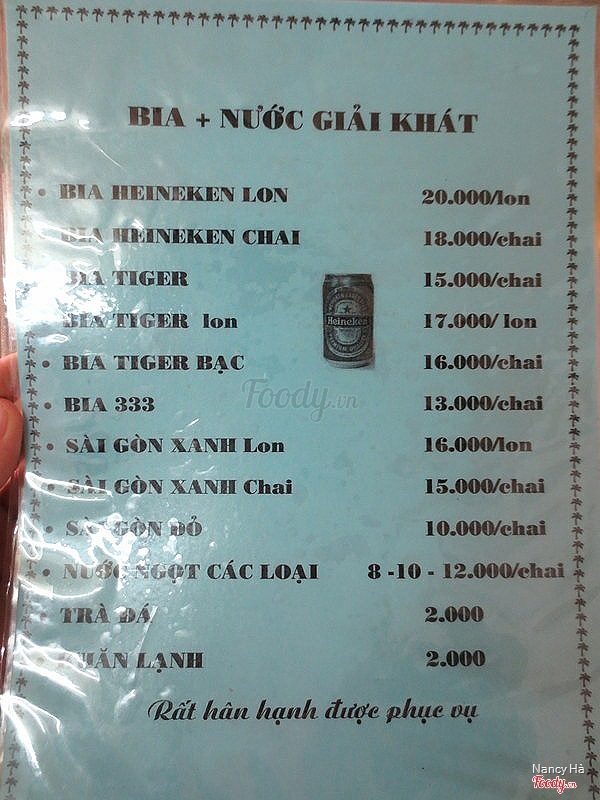 BIA + NƯỚC GIẢI KHÁT
• BIA HEINEKEN LON 20.000/lon
BIA HEINEKEN CHAI 18.000/chai
BIA TIGER 15.000/chai
BIA TIGER lon 17.000/ lon
• BIA TIGER BẠC 16.000/chai
• BIA 333 13.000/chai
• SÀI GÒN XANH Lon 16.000/lon
• SÀI GÒN XANH Chai 15.000/chai
• SÀI GÒN ĐỎ 10.000/chai
• NƯỚC NGỌT CÁC LOẠI 8 -10 - 12.000/chai
• TRÀ ĐÁ 2.000
• KHĂN LẠNH 2.000
Rất hân hạnh được phục vụ
Heineken
Foody.vn
Nancy Hà
Foody.vn